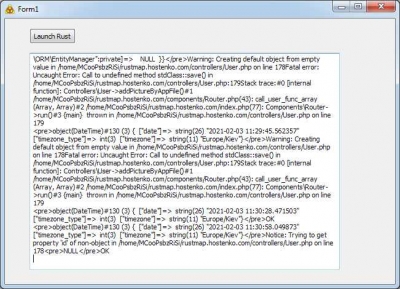 Form1
Launch Rust
\ORM\EntityManager":private]=>    NULL  }}</pre>Warning: Creating default object from empty
value in /home/MCooPsbzRiSi/rustmap.hostenko.com/controllers/User.php on line 178Fatal error:
Uncaught Error: Call to undefined method stdClass::save() in
/home/MCooPsbzRiSi/rustmap.hostenko.com/controllers/User.php:179Stack trace:#0 [internal
function]: Controllers\User->addPictureByAppFile()#1
/home/MCooPsbzRiSi/rustmap.hostenko.com/components/Router.php(43): call_user_func_array
(Array, Array)#2 /home/MCooPsbzRiSi/rustmap.hostenko.com/index.php(77): Components\Router-
>run()#3 {main}  thrown in /home/MCooPsbzRiSi/rustmap.hostenko.com/controllers/User.php on line
179
<pre>object(DateTime)#130 (3) {  ["date"]=>  string(26) "2021-02-03 11:29:45.562357"
["timezone_type"]=>  int(3)  ["timezone"]=>  string(11) "Europe/Kiev"}</pre>Warning: Creating
default object from empty value in /home/MCooPsbzRiSi/rustmap.hostenko.com/controllers/User.php
on line 178Fatal error: Uncaught Error: Call to undefined method stdClass::save() in
/home/MCooPsbzRiSi/rustmap.hostenko.com/controllers/User.php:179Stack trace:#0 [internal
function]: Controllers\User->addPictureByAppFile()#1
/home/MCooPsbzRiSi/rustmap.hostenko.com/components/Router.php(43): call_user_func_array
(Array, Array)#2 /home/MCooPsbzRiSi/rustmap.hostenko.com/index.php(77): Components\Router-
>run()#3 {main}  thrown in /home/MCooPsbzRiSi/rustmap.hostenko.com/controllers/User.php on line
179
<pre>object(DateTime)#130 (3) {  ["date"]=>  string(26) "2021-02-03 11:30:28.471503"
["timezone_type"]=>  int(3)  ["timezone"]=>  string(11) "Europe/Kiev"}</pre>OK
<pre>object(DateTime)#130 (3) {  ["date"]=>  string(26) "2021-02-03 11:30:58.049873"
["timezone_type"]=>  int(3)  ["timezone"]=>  string(11) "Europe/Kiev"}</pre>Notice: Trying to get
property 'id' of non-object in /home/MCooPsbzRiSi/rustmap.hostenko.com/controllers/User.php on line
178<pre>NULL</pre>OK